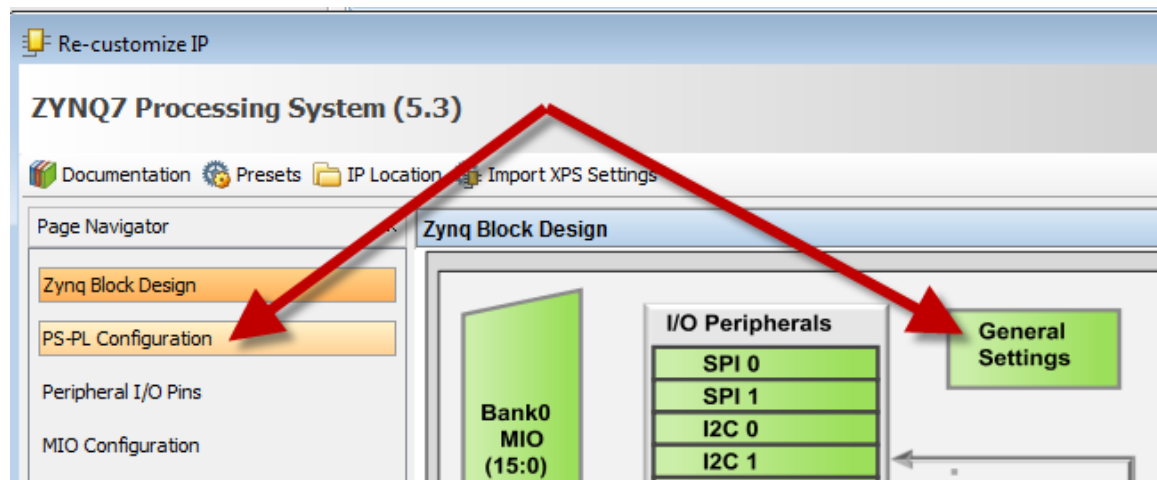 Re-customize IP
ZYNQ7 Processing System (5.3)
Documentation Presets IP Location Import XPS Settings
Page Navigator
Zynq Block Design
PS-PL Configuration
Peripheral I/O Pins
MIO Configuration
Zynq Block Design
Bank0
MIO
(15:0)
I/O Peripherals
SPI 0
SPI 1
I2C 0
I2C 1
General
Settings